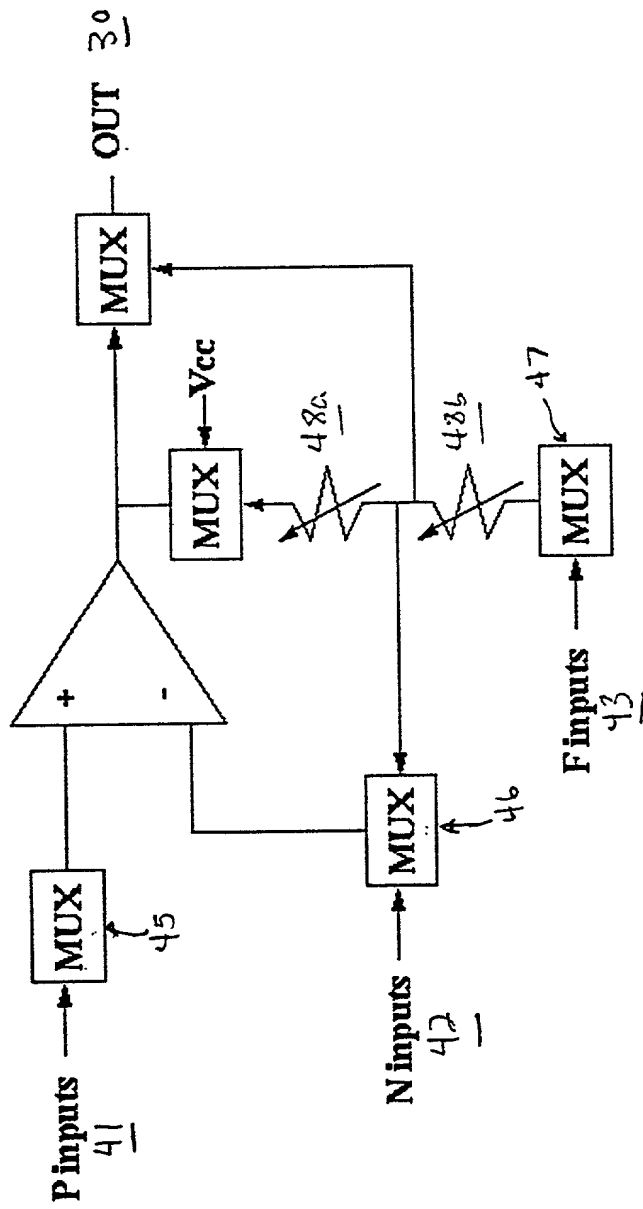 P inputs
41
MUX
45
N inputs
42
MUX
46
+
-
F inputs
43
MUX
47
MUX
Vcc
48a
48b
MUX
OUT 30